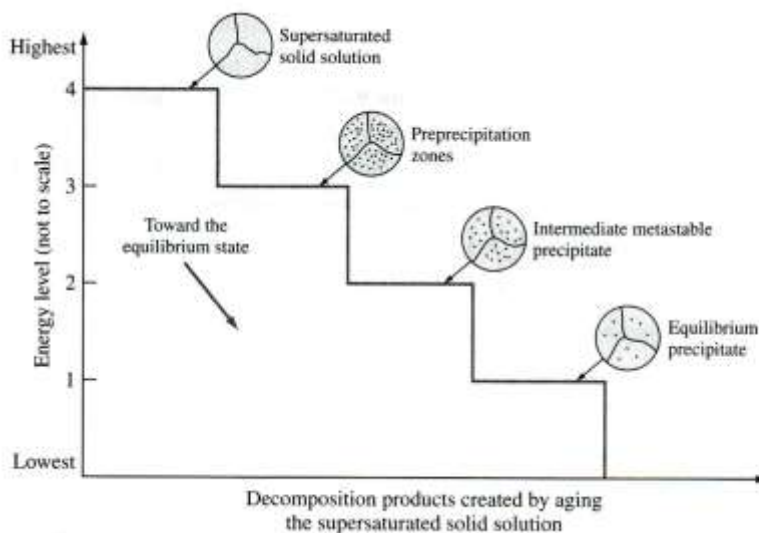 Highest
Supersaturated
solid solution
4
Preprecipitation
zones
3
Toward the
equilibrium state
Intermediate metastable
precipitate
2
Energy level (not to scale)
Equilibrium
precipitate
1
Lowest
Decomposition products created by aging
the supersaturated solid solution